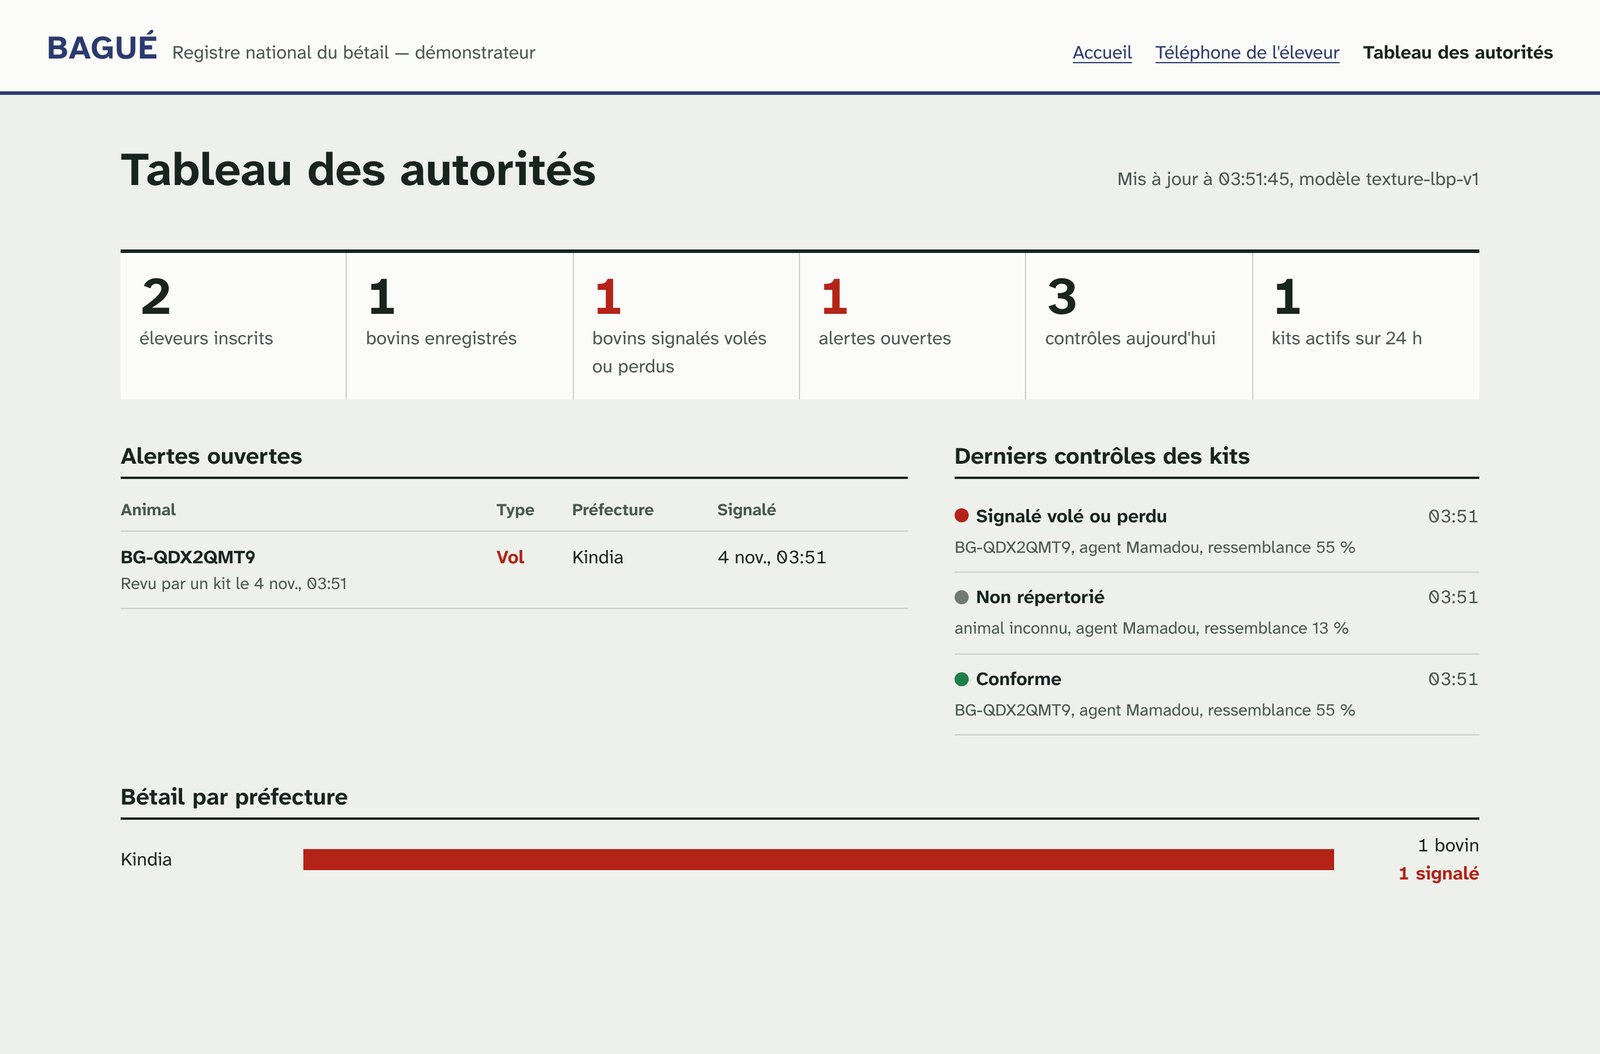 BAGUÉ Registre national du bétail — démonstrateur
Accueil Téléphone de l'éleveur Tableau des autorités
Tableau des autorités
Mis à jour à 03:51:45, modèle texture-lbp-v1
2
éleveurs inscrits
1
bovins enregistrés
1
bovins signalés volés
ou perdus
1
alertes ouvertes
3
contrôles aujourd'hui
1
kits actifs sur 24 h
Alertes ouvertes
Animal Type Préfecture Signalé
BG-QDX2QMT9 Vol Kindia 4 nov., 03:51
Revu par un kit le 4 nov., 03:51
Derniers contrôles des kits
Signalé volé ou perdu 03:51
BG-QDX2QMT9, agent Mamadou, ressemblance 55 %
Non répertorié 03:51
animal inconnu, agent Mamadou, ressemblance 13 %
Conforme 03:51
BG-QDX2QMT9, agent Mamadou, ressemblance 55 %
Bétail par préfecture
Kindia
1 bovin
1 signalé